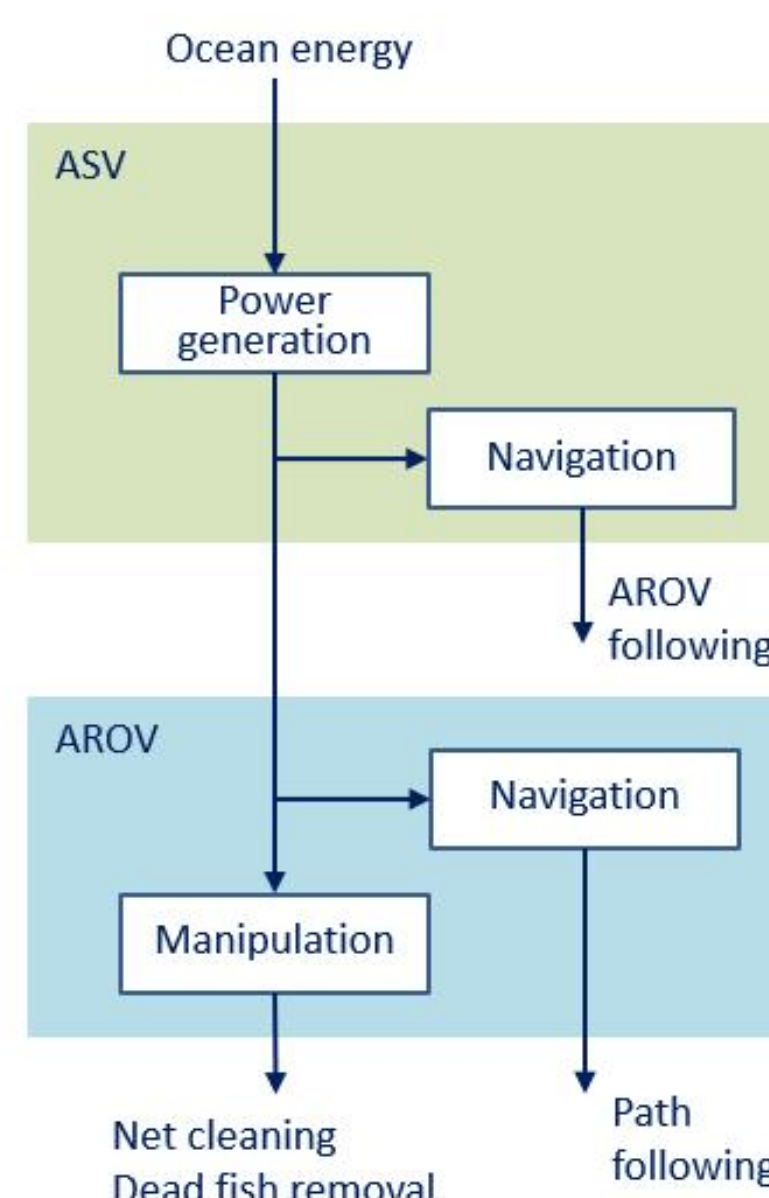 Ocean energy
ASV
Power
generation
Navigation
AROV
following
AROV
Navigation
Manipulation
Net cleaning
Dead fish removal
Path
following